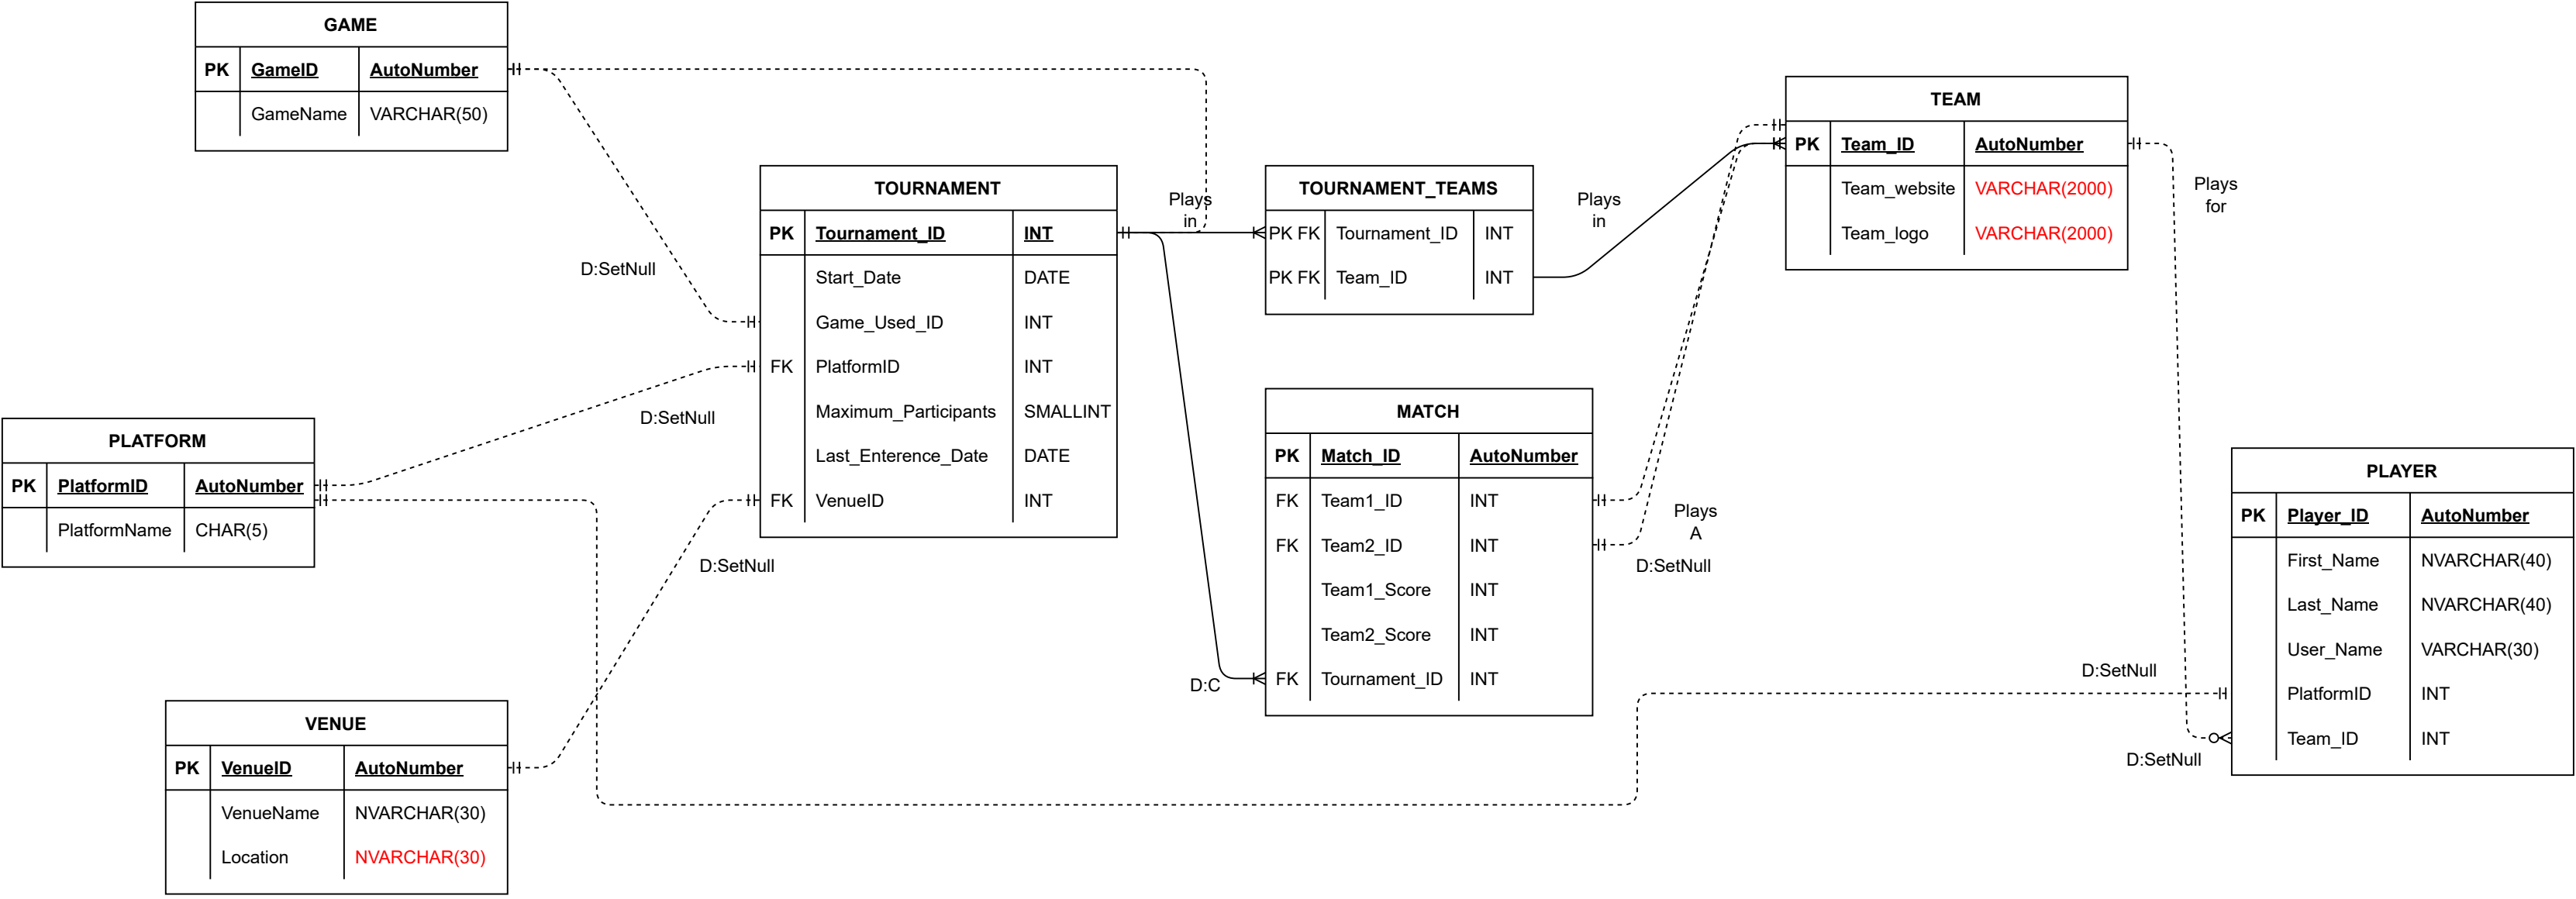 GAME
PK GameID AutoNumber
GameName VARCHAR(50)
TEAM
PK Team_ID AutoNumber
Team_website VARCHAR(2000)
Team_logo VARCHAR(2000)
Plays
for
TOURNAMENT
PK Tournament_ID INT
Start_Date DATE
Game_Used_ID INT
FK PlatformID INT
Maximum_Participants SMALLINT
Last_Enterence_Date DATE
FK VenueID INT
Plays
in
TOURNAMENT_TEAMS
PK FK Tournament_ID INT
PK FK Team_ID INT
Plays
in
D:SetNull
D:SetNull
D:SetNull
PLATFORM
PK PlatformID AutoNumber
PlatformName CHAR(5)
MATCH
PK Match_ID AutoNumber
FK Team1_ID INT
FK Team2_ID INT
Team1_Score INT
Team2_Score INT
FK Tournament_ID INT
D:C
Plays
A
D:SetNull
PLAYER
PK Player_ID AutoNumber
First_Name NVARCHAR(40)
Last_Name NVARCHAR(40)
User_Name VARCHAR(30)
PlatformID INT
Team_ID INT
D:SetNull
D:SetNull
VENUE
PK VenueID AutoNumber
VenueName NVARCHAR(30)
Location NVARCHAR(30)